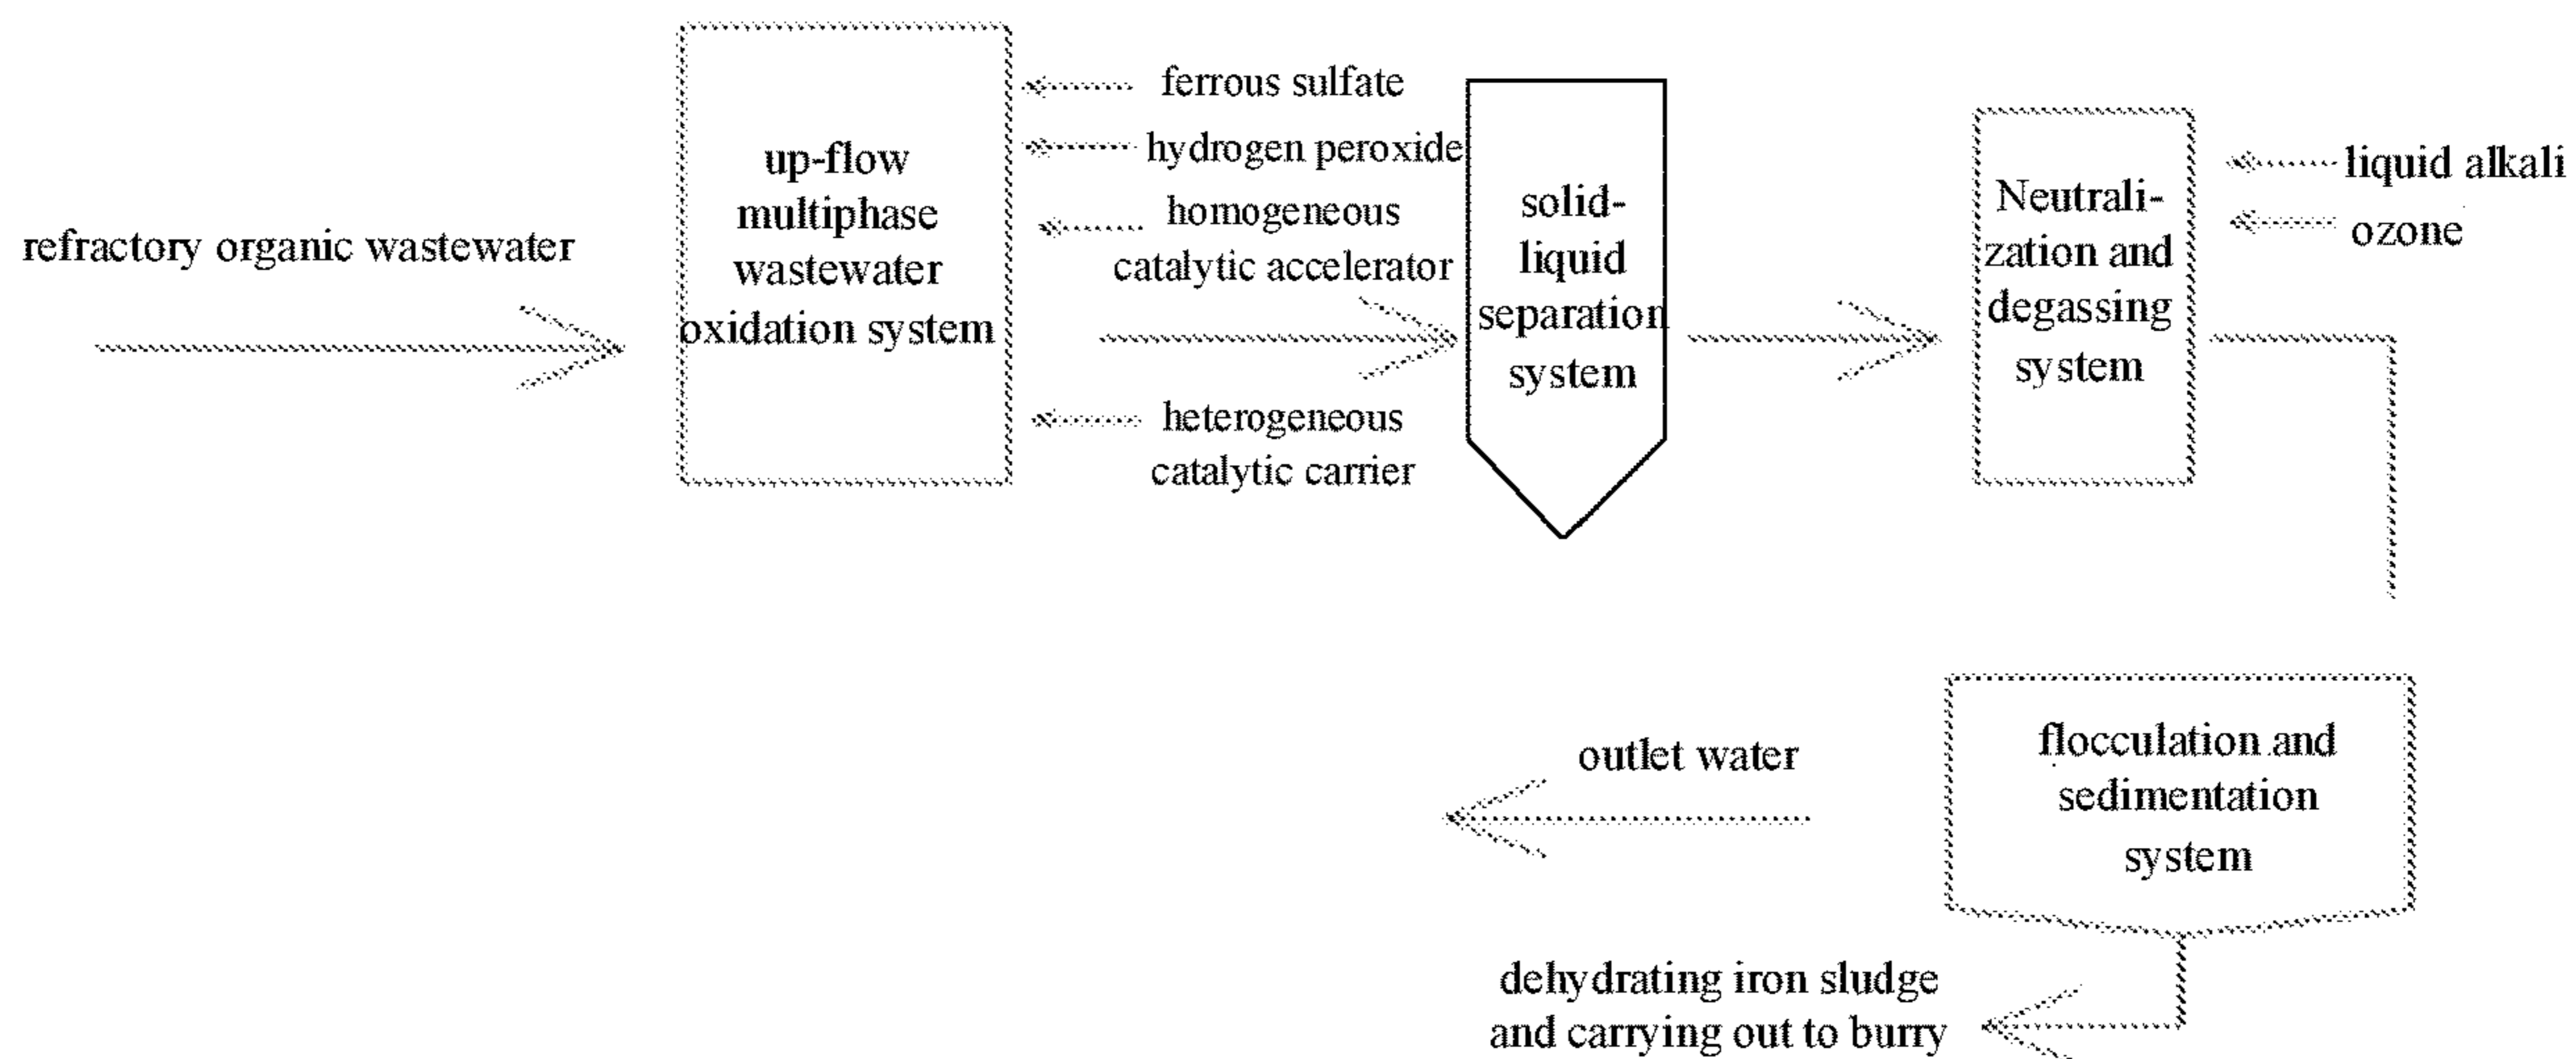 refractory organic wastewater
up-flow
multiphase
wastewater
oxidation system
ferrous sulfate
hydrogen peroxide
homogeneous
catalytic accelerator
heterogeneous
catalytic carrier
solid-
liquid
separation
system
Neutrali-
zation and
degassing
system
liquid alkali
ozone
flocculation and
sedimentation
system
outlet water
dehydrating iron sludge
and carrying out to burry